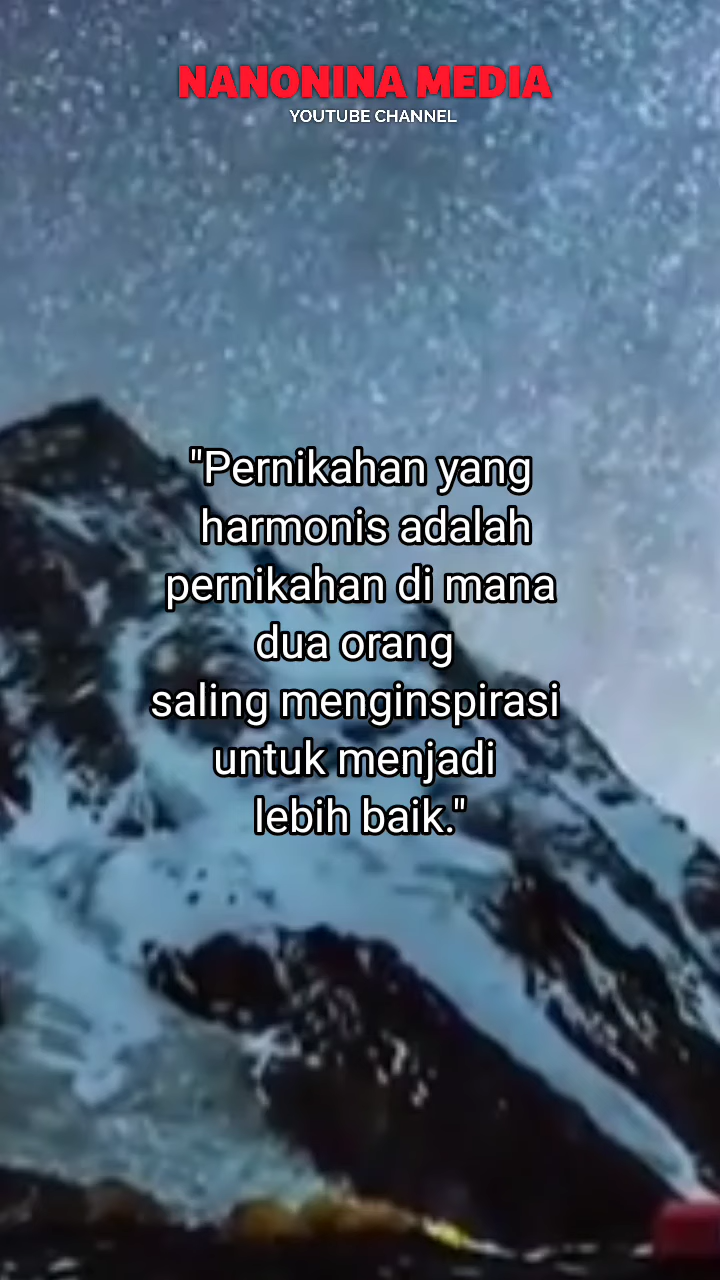 NANONINA MEDIA
YOUTUBE CHANNEL
"Pernikahan yang
harmonis adalah
pernikahan di mana
dua orang
saling menginspirasi
untuk menjadi
lebih baik."